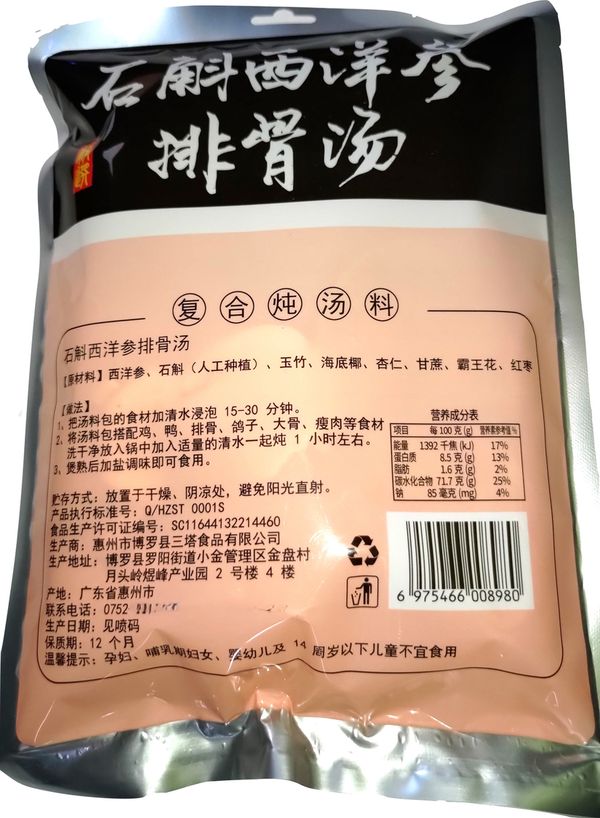 石斛西洋参
排骨汤
复合炖汤料
石斛西洋参排骨汤
【原材料】西洋参、石斛（人工种植）、玉竹、海底椰、杏仁、甘蔗、霸王花、红枣
【做法】
1、把汤料包的食材加清水浸泡 15-30 分钟。
2、将汤料包搭配鸡、鸭、排骨、鸽子、大骨、瘦肉等食材
洗干净放入锅中加入适量的清水一起炖 1 小时左右。
3、煲熟后加盐调味即可食用。
营养成分表
项目 每 100 克 (g) 营养素参考值 %
能量 1392 千焦 (kJ) 17%
蛋白质 8.5 克 (g) 13%
脂肪 1.6 克 (g) 2%
碳水化合物 71.7 克 (g) 25%
钠 85 毫克 (mg) 4%
贮存方式：放置于干燥、阴凉处，避免阳光直射。
产品执行标准号：Q/HZST 0001S
食品生产许可证编号：SC11644132214460
生产商：惠州市博罗县三塔食品有限公司
生产地址：博罗县罗阳街道小金管理区金盘村
月头岭煜峰产业园 2 号楼 4 楼
产地：广东省惠州市
联系电话：0752
生产日期：见喷码
保质期：12 个月
温馨提示：孕妇、哺乳期妇女、婴幼儿及 14 周岁以下儿童不宜食用
6 975466 008980